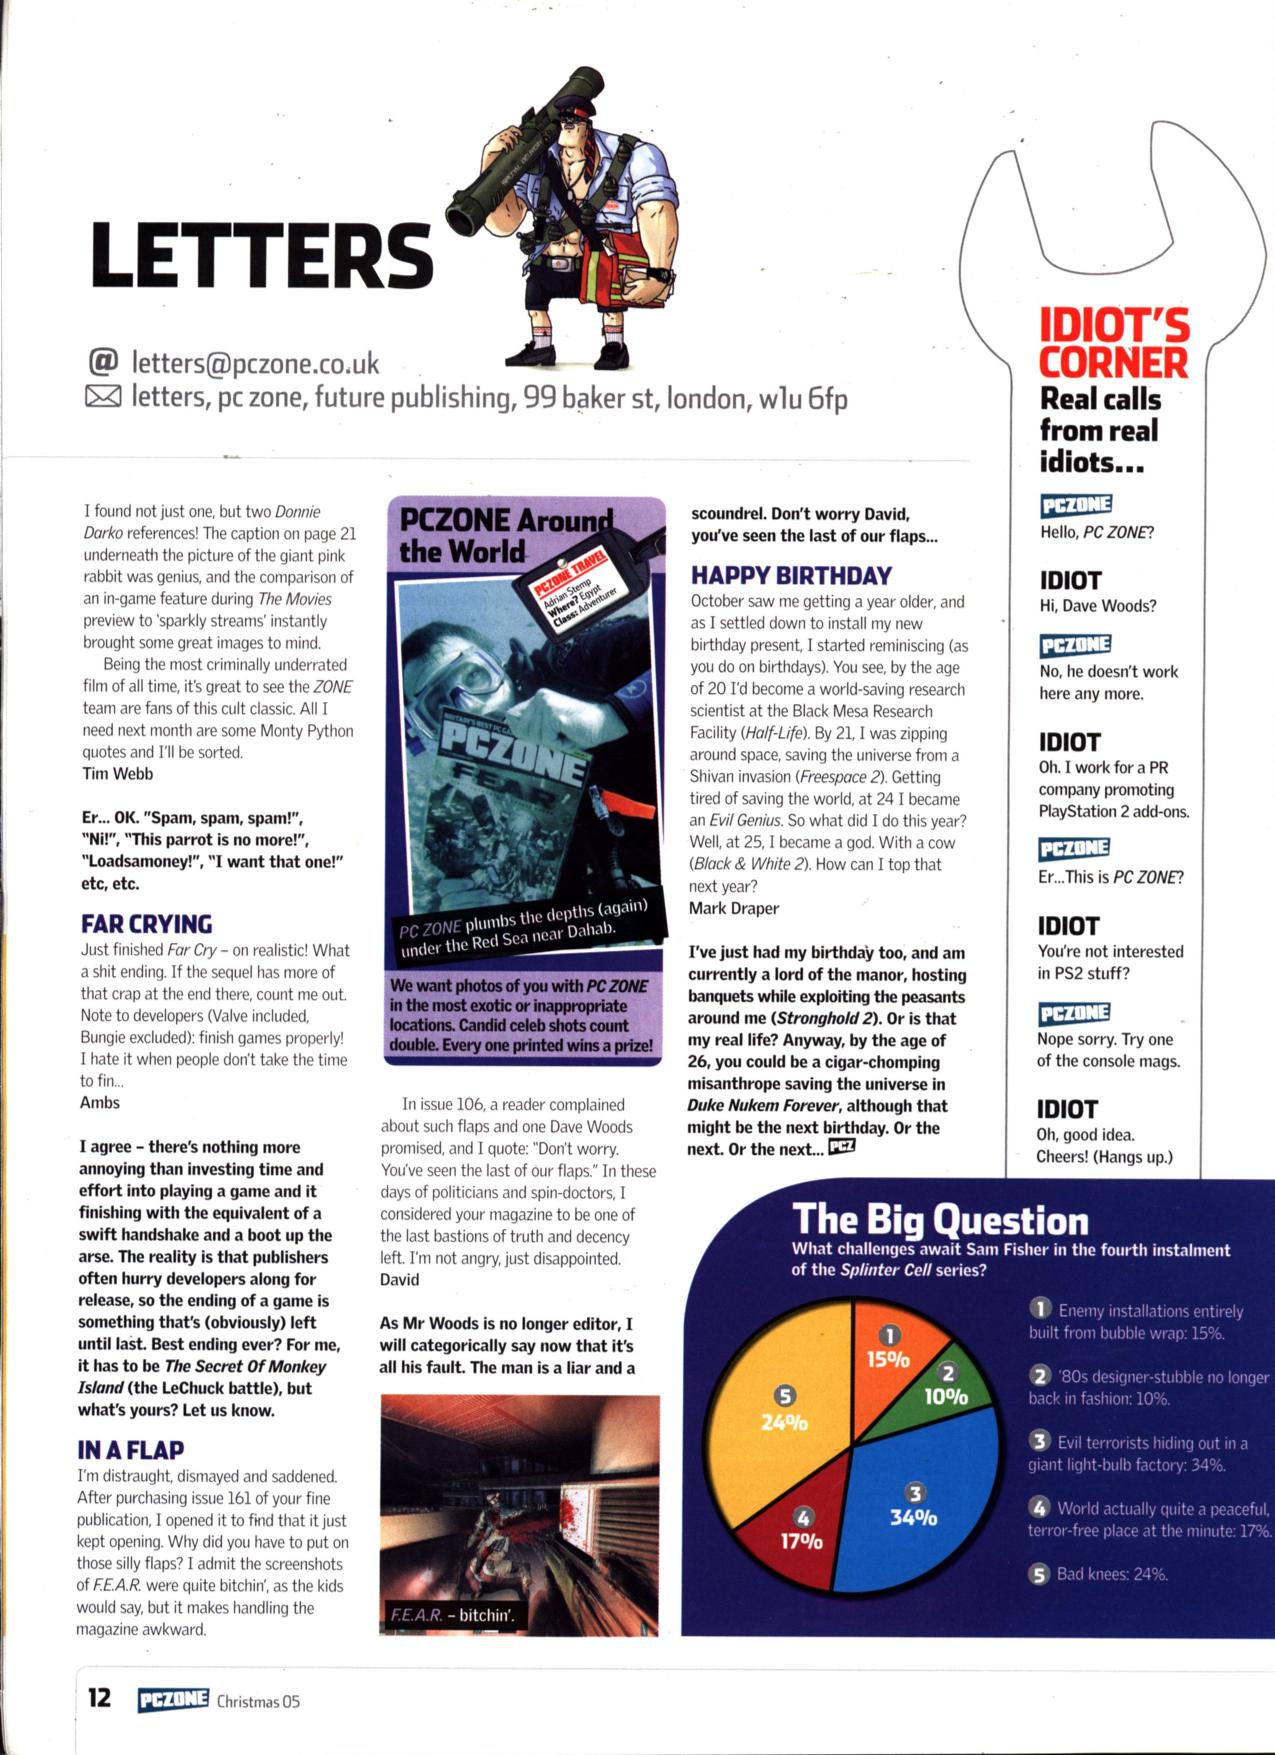 LETTERS
@ letters@pczone.co.uk
letters, pc zone, future publishing, 99 baker st, london, w1u 6fp
I found not just one, but two Donnie
Darko references! The caption on page 21
underneath the picture of the giant pink
rabbit was genius, and the comparison of
an in-game feature during The Movies
preview to 'sparkly streams' instantly
brought some great images to mind.
Being the most criminally underrated
film of all time, it's great to see the ZONE
team are fans of this cult classic. All I
need next month are some Monty Python
quotes and I'll be sorted.
Tim Webb
Er... OK. "Spam, spam, spam!",
"Ni!", "This parrot is no more!",
"Loadsamoney!", "I want that one!"
etc, etc.
FAR CRYING
Just finished Far Cry – on realistic! What
a shit ending. If the sequel has more of
that crap at the end there, count me out.
Note to developers (Valve included,
Bungie excluded): finish games properly!
I hate it when people don't take the time
to fin...
Ambs
I agree – there's nothing more
annoying than investing time and
effort into playing a game and it
finishing with the equivalent of a
swift handshake and a boot up the
arse. The reality is that publishers
often hurry developers along for
release, so the ending of a game is
something that's (obviously) left
until last. Best ending ever? For me,
it has to be The Secret Of Monkey
Island (the LeChuck battle), but
what's yours? Let us know.
IN A FLAP
I'm distraught, dismayed and saddened.
After purchasing issue 161 of your fine
publication, I opened it to find that it just
kept opening. Why did you have to put on
those silly flaps? I admit the screenshots
of F.E.A.R. were quite bitchin', as the kids
would say, but it makes handling the
magazine awkward.
PCZONE Around
the World
PCZONE TRAVEL
Adrian Stemp
Where? Egypt
Class: Adventurer
PCZONE
FEAR
PC ZONE plumbs the depths (again)
under the Red Sea near Dahab.
We want photos of you with PC ZONE
in the most exotic or inappropriate
locations. Candid celeb shots count
double. Every one printed wins a prize!
In issue 106, a reader complained
about such flaps and one Dave Woods
promised, and I quote: "Don't worry.
You've seen the last of our flaps." In these
days of politicians and spin-doctors, I
considered your magazine to be one of
the last bastions of truth and decency
left. I'm not angry, just disappointed.
David
As Mr Woods is no longer editor, I
will categorically say now that it's
all his fault. The man is a liar and a
F.E.A.R. – bitchin'.
scoundrel. Don't worry David,
you've seen the last of our flaps...
HAPPY BIRTHDAY
October saw me getting a year older, and
as I settled down to install my new
birthday present, I started reminiscing (as
you do on birthdays). You see, by the age
of 20 I'd become a world-saving research
scientist at the Black Mesa Research
Facility (Half-Life). By 21, I was zipping
around space, saving the universe from a
Shivan invasion (Freespace 2). Getting
tired of saving the world, at 24 I became
an Evil Genius. So what did I do this year?
Well, at 25, I became a god. With a cow
(Black & White 2). How can I top that
next year?
Mark Draper
I've just had my birthday too, and am
currently a lord of the manor, hosting
banquets while exploiting the peasants
around me (Stronghold 2). Or is that
my real life? Anyway, by the age of
26, you could be a cigar-chomping
misanthrope saving the universe in
Duke Nukem Forever, although that
might be the next birthday. Or the
next. Or the next... PCZ
IDIOT'S
CORNER
Real calls
from real
idiots...
PCZONE
Hello, PC ZONE?
IDIOT
Hi, Dave Woods?
PCZONE
No, he doesn't work
here any more.
IDIOT
Oh. I work for a PR
company promoting
PlayStation 2 add-ons.
PCZONE
Er...This is PC ZONE?
IDIOT
You're not interested
in PS2 stuff?
PCZONE
Nope sorry. Try one
of the console mags.
IDIOT
Oh, good idea.
Cheers! (Hangs up.)
The Big Question
What challenges await Sam Fisher in the fourth instalment
of the Splinter Cell series?
1
15%
2
10%
3
34%
4
17%
5
24%
1 Enemy installations entirely
built from bubble wrap: 15%.
2 '80s designer-stubble no longer
back in fashion: 10%.
3 Evil terrorists hiding out in a
giant light-bulb factory: 34%.
4 World actually quite a peaceful,
terror-free place at the minute: 17%.
5 Bad knees: 24%.
12 PCZONE Christmas 05